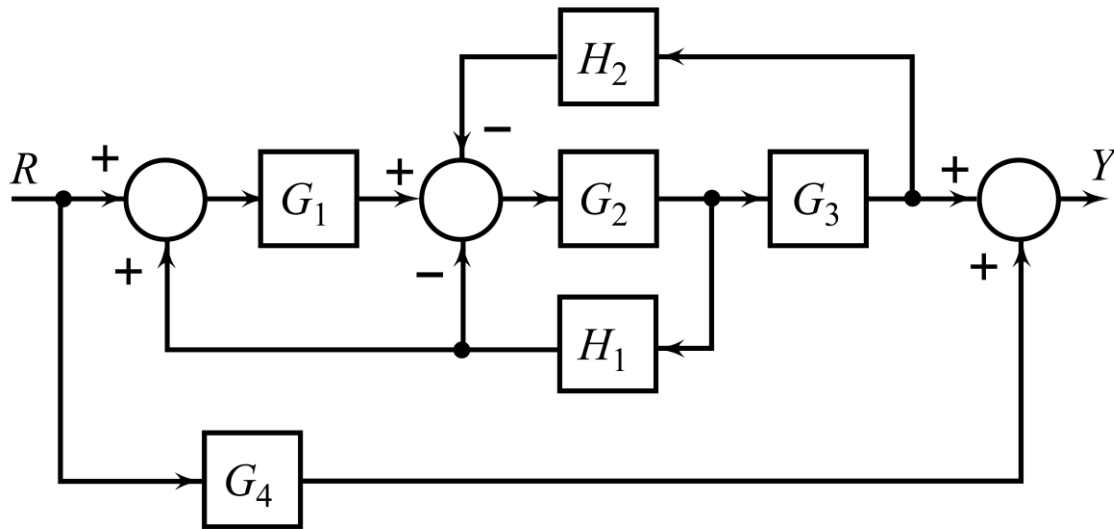 H₂
−
R + G₁ + G₂ G₃ + Y
+ − +
H₁
G₄